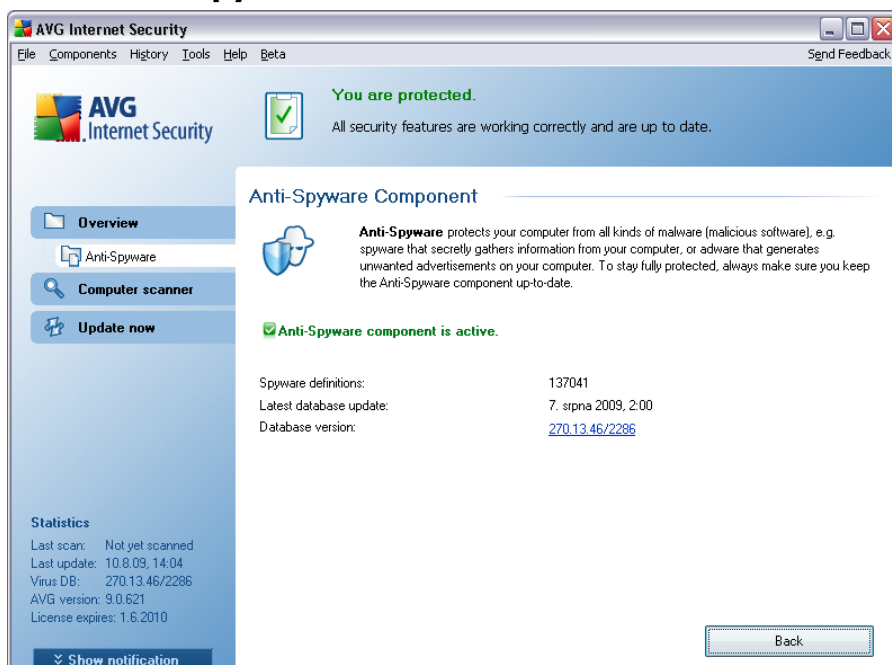 AVG Internet Security
File Components History Tools Help Beta Send Feedback
AVG
Internet Security
You are protected.
All security features are working correctly and are up to date.
Overview
Anti-Spyware
Computer scanner
Update now
Anti-Spyware Component
Anti-Spyware protects your computer from all kinds of malware (malicious software), e.g.
spyware that secretly gathers information from your computer, or adware that generates
unwanted advertisements on your computer. To stay fully protected, always make sure you keep
the Anti-Spyware component up-to-date.
Anti-Spyware component is active.
Spyware definitions: 137041
Latest database update: 7. srpna 2009, 2:00
Database version: 270.13.46/2286
Statistics
Last scan: Not yet scanned
Last update: 10.8.09, 14:04
Virus DB: 270.13.46/2286
AVG version: 9.0.621
License expires: 1.6.2010
Show notification
Back